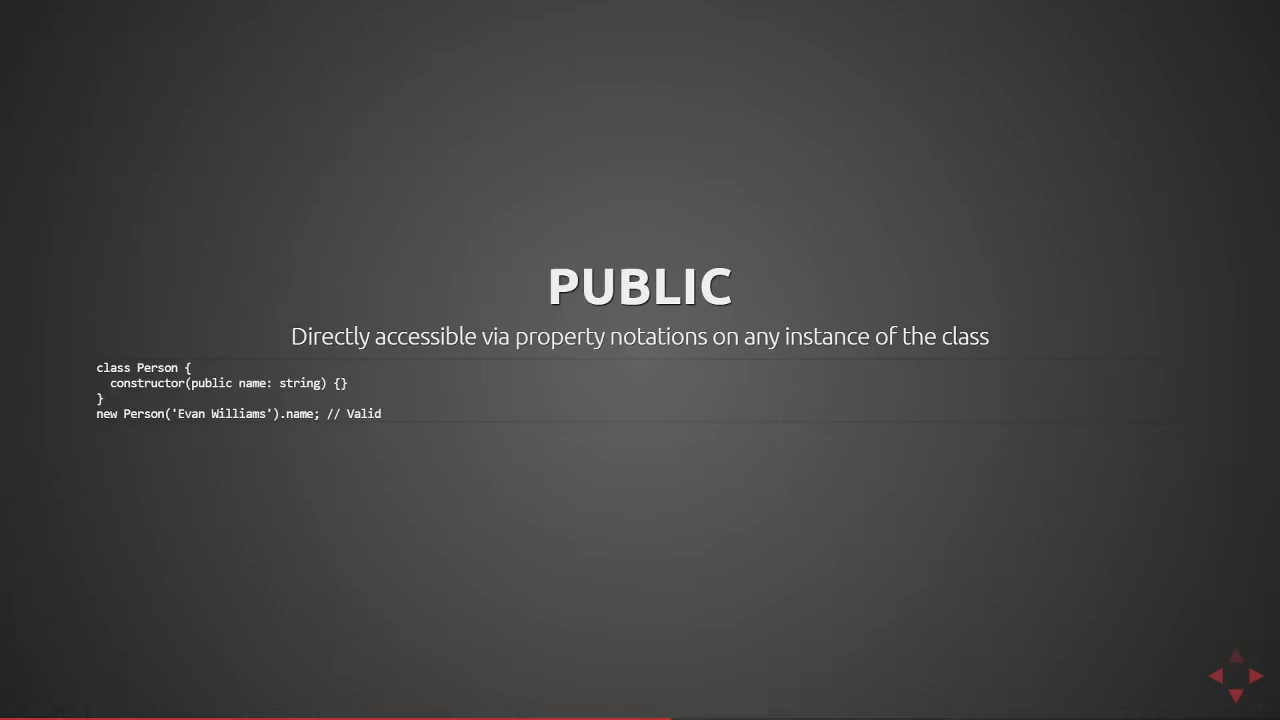 PUBLIC
Directly accessible via property notations on any instance of the class
class Person {
  constructor(public name: string) {}
}
new Person('Evan Williams').name; // Valid